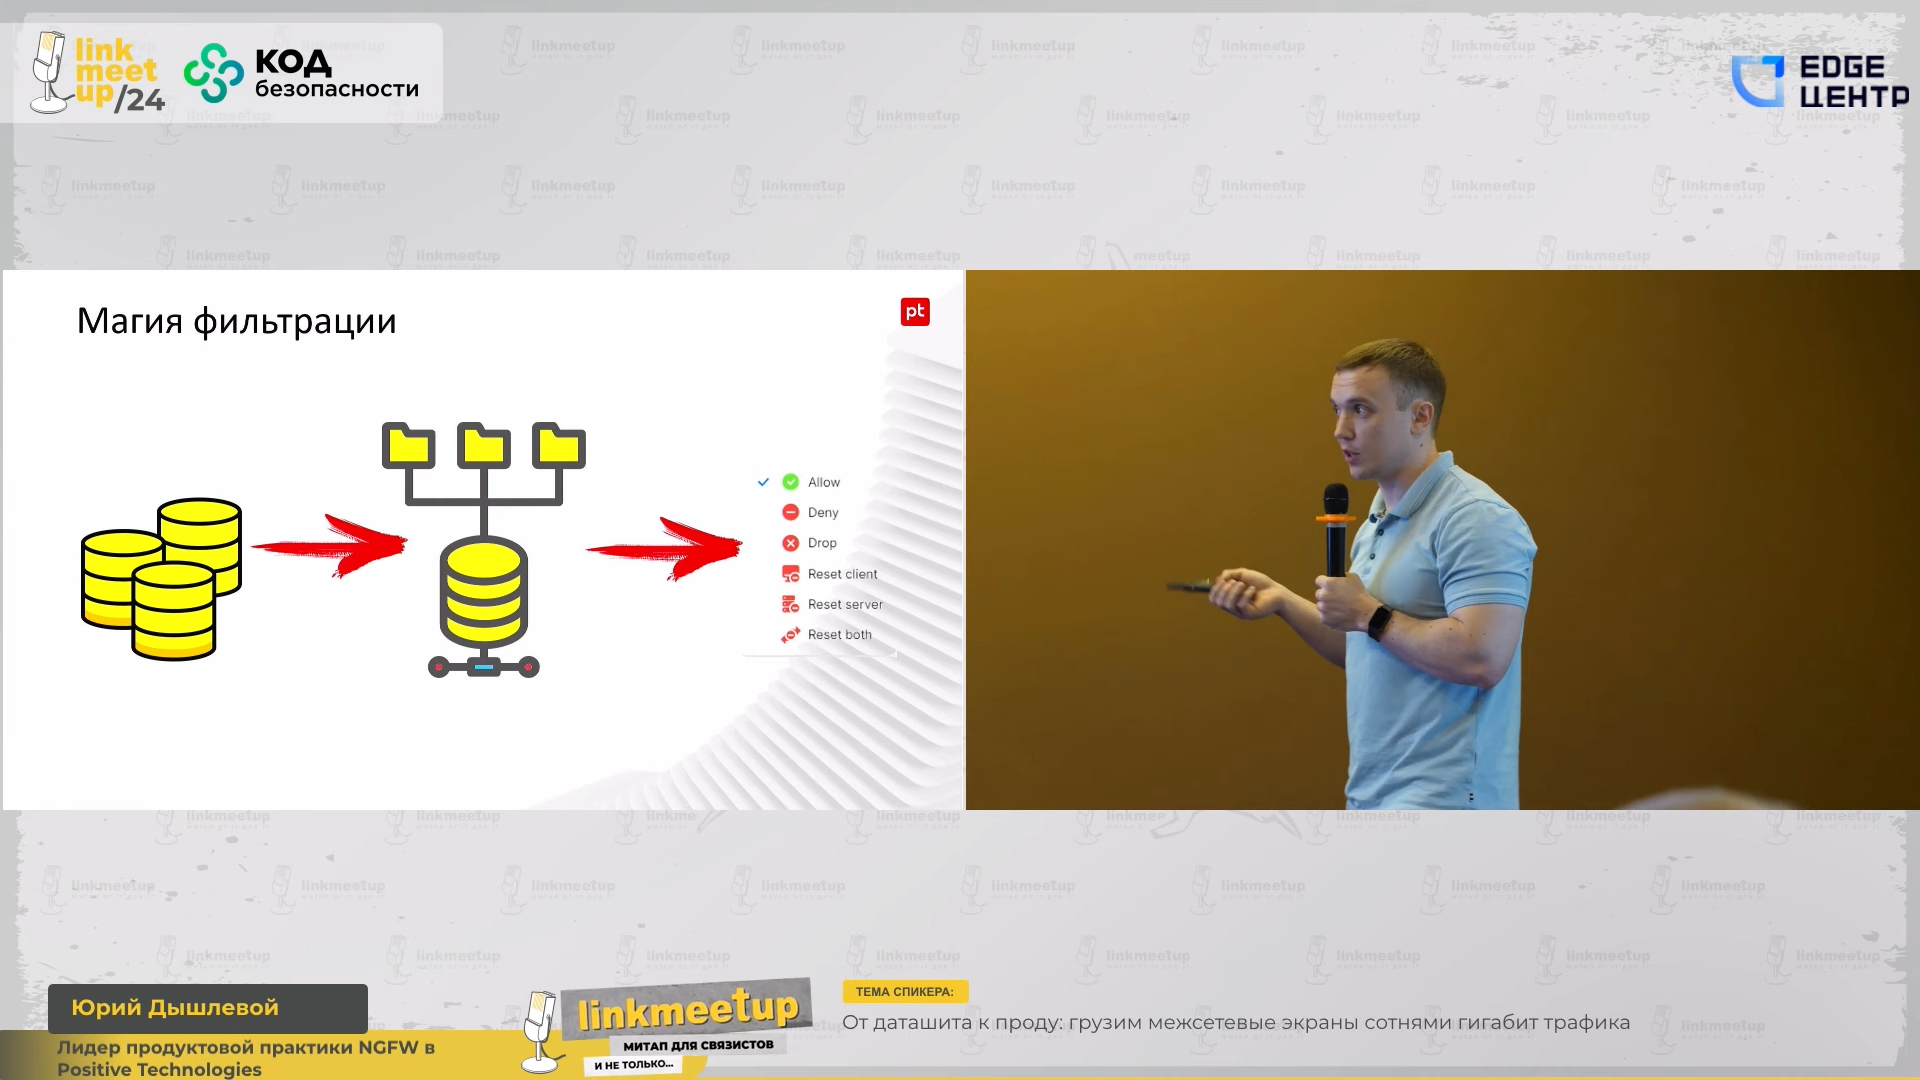 link
meet
up/24
КОД
безопасности
EDGE
ЦЕНТР
Магия фильтрации
pt
Allow
Deny
Drop
Reset client
Reset server
Reset both
Юрий Дышлевой
Лидер продуктовой практики NGFW в
Positive Technologies
linkmeetup
МИТАП ДЛЯ СВЯЗИСТОВ
И НЕ ТОЛЬКО...
ТЕМА СПИКЕРА:
От даташита к проду: грузим межсетевые экраны сотнями гигабит трафика